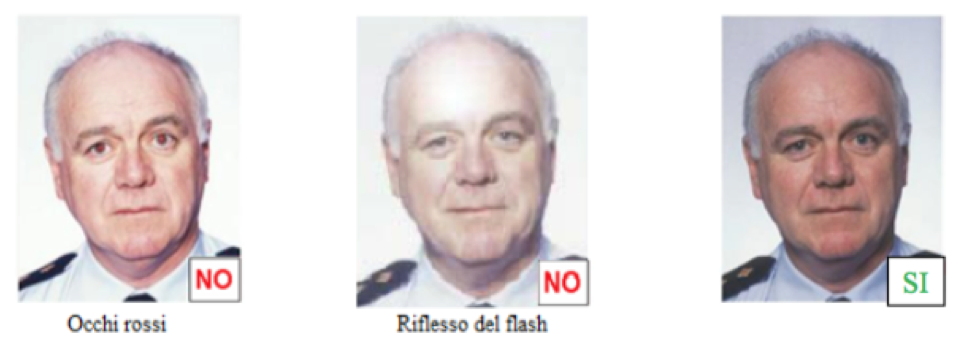 NO
NO
SI
Occhi rossi
Riflesso del flash